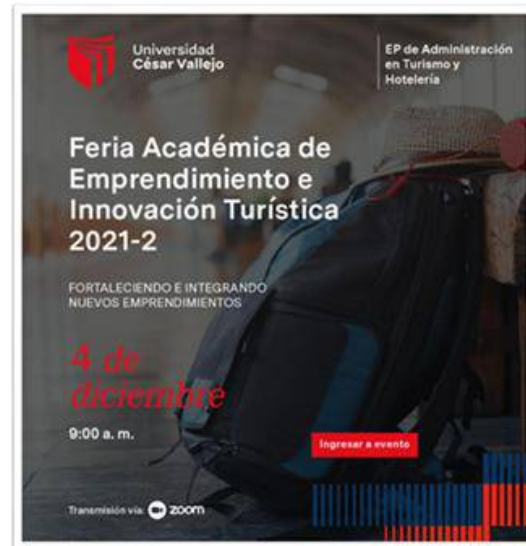 Universidad
César Vallejo
EP de Administración
en Turismo y
Hotelería
Feria Académica de
Emprendimiento e
Innovación Turística
2021-2
FORTALECIENDO E INTEGRANDO
NUEVOS EMPRENDIMIENTOS
4 de
diciembre
9:00 a. m.
Ingresar a evento
Transmisión vía: zoom